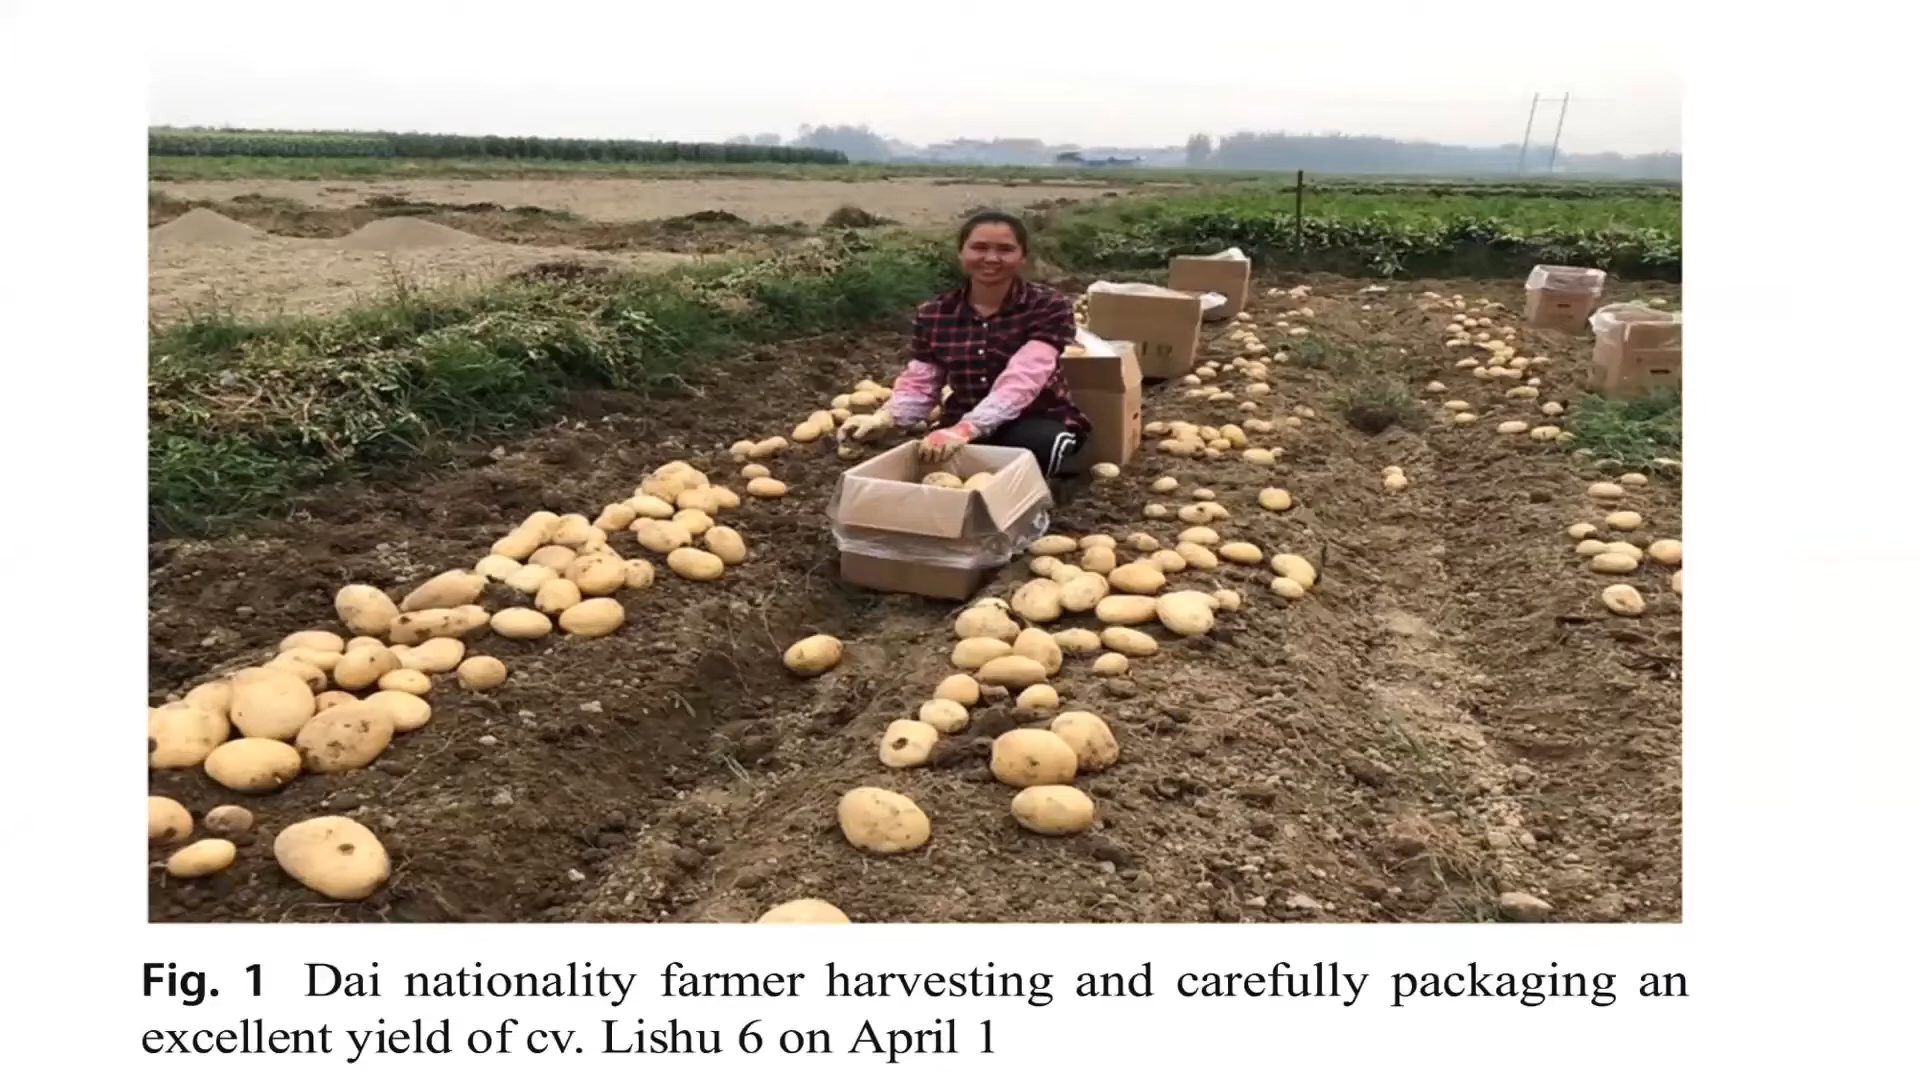 Fig. 1 Dai nationality farmer harvesting and carefully packaging an
excellent yield of cv. Lishu 6 on April 1